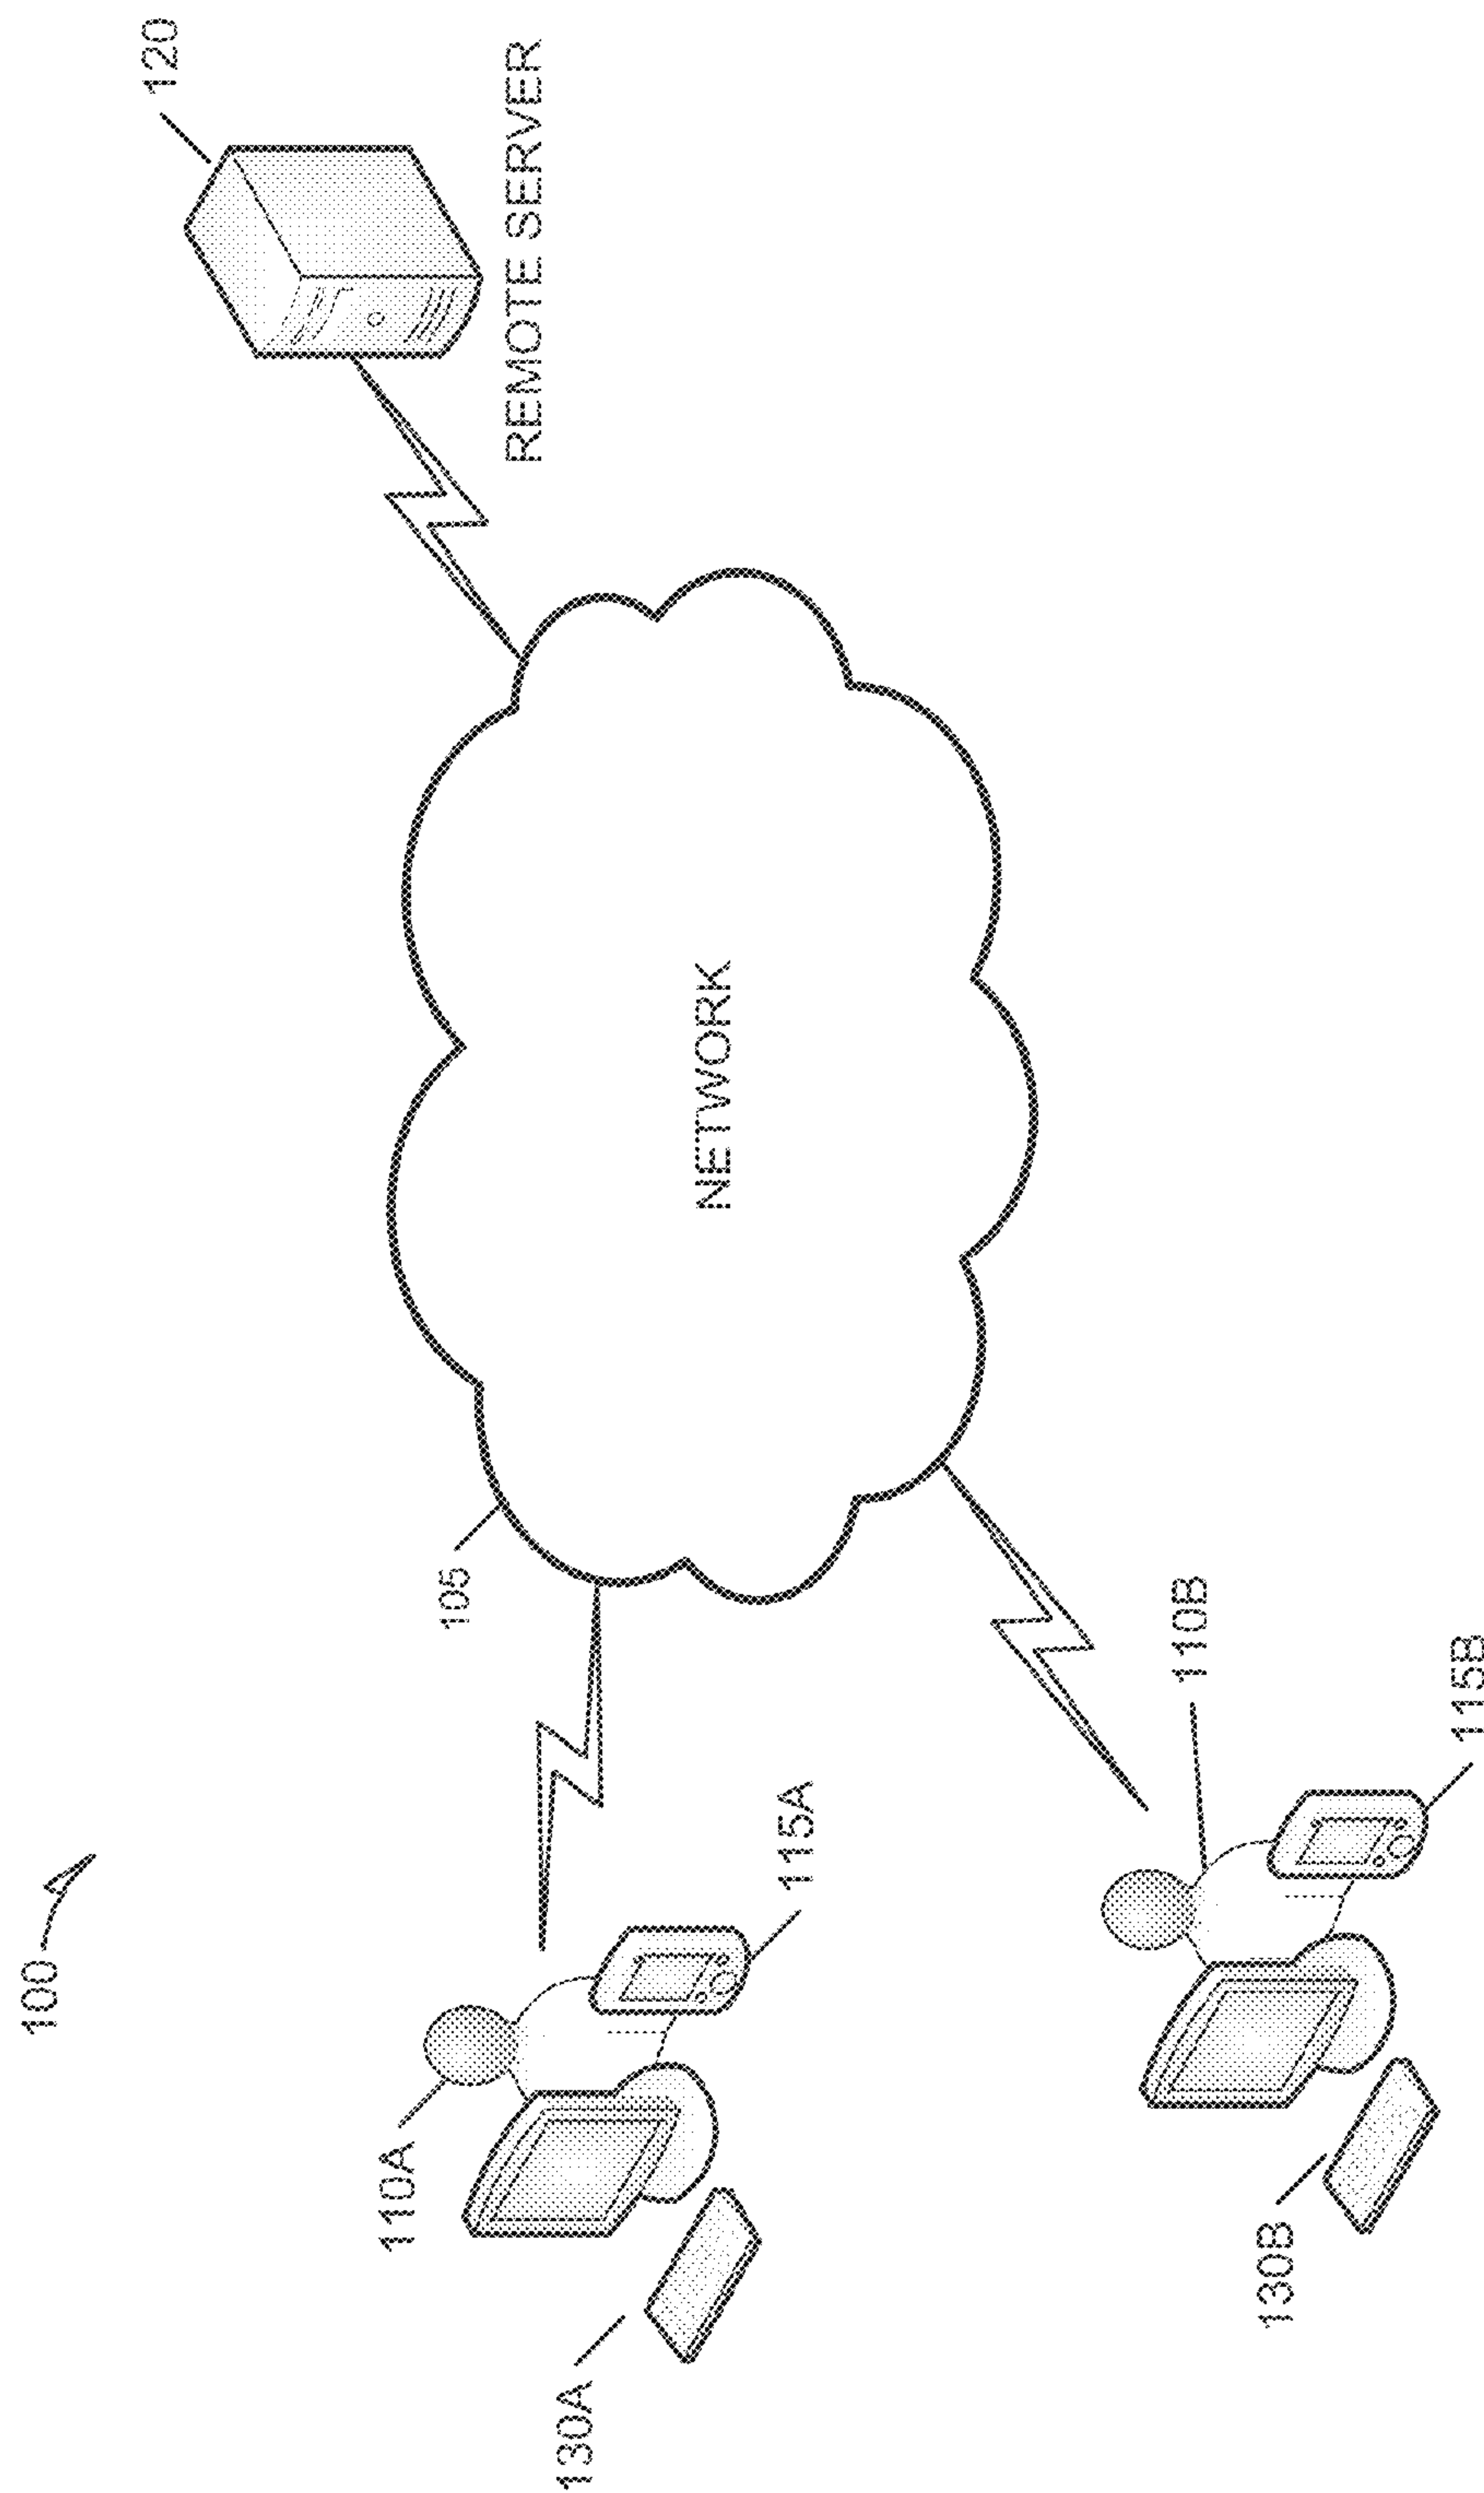 100
120
REMOTE SERVER
105
NETWORK
110A
115A
130A
110B
115B
130B